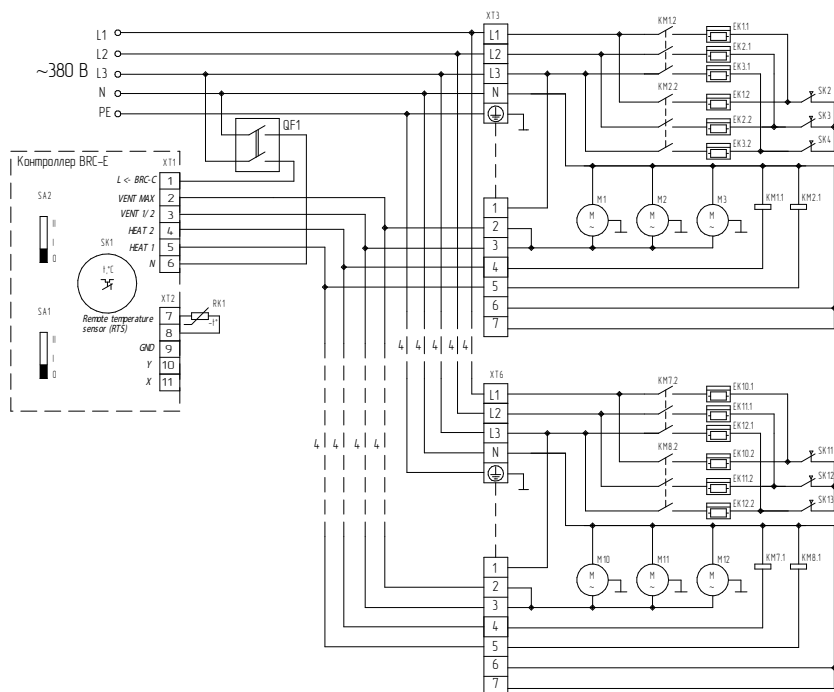 L1
L2
~380 В
L3
N
PE
QF1
Контроллер BRC-E
XT1
L <- BRC-C
1
VENT MAX
2
VENT 1/2
3
HEAT 2
4
HEAT 1
5
N
6
SA2
II
I
0
SK1
t,°C
Remote temperature
sensor (RTS)
XT2
7
8
GND
9
Y
10
X
11
RK1
-t°
SA1
II
I
0
4
4
4
4
4
4
4
4
4
XT3
L1
L2
L3
N
1
2
3
4
5
6
7
KM1.2
EK1.1
EK2.1
EK3.1
KM2.2
EK1.2
EK2.2
EK3.2
SK2
SK3
SK4
M1
M
~
M2
M
~
M3
M
~
KM1.1
KM2.1
XT6
L1
L2
L3
N
1
2
3
4
5
6
7
KM7.2
EK10.1
EK11.1
EK12.1
KM8.2
EK10.2
EK11.2
EK12.2
SK11
SK12
SK13
M10
M
~
M11
M
~
M12
M
~
KM7.1
KM8.1